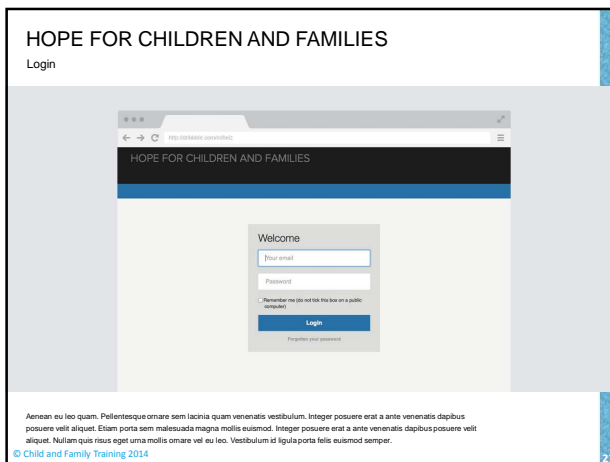 HOPE FOR CHILDREN AND FAMILIES
Login
HOPE FOR CHILDREN AND FAMILIES
Welcome
Your email
Password
Remember me (do not tick this box on a public
computer)
Login
Forgotten your password
Aenean eu leo quam. Pellentesque ornare sem lacinia quam venenatis vestibulum. Integer posuere erat a ante venenatis dapibus
posuere velit aliquet. Etiam porta sem malesuada magna mollis euismod. Integer posuere erat a ante venenatis dapibus posuere velit
aliquet. Nullam quis risus eget urna mollis ornare vel eu leo. Vestibulum id ligula porta felis euismod semper.
© Child and Family Training 2014